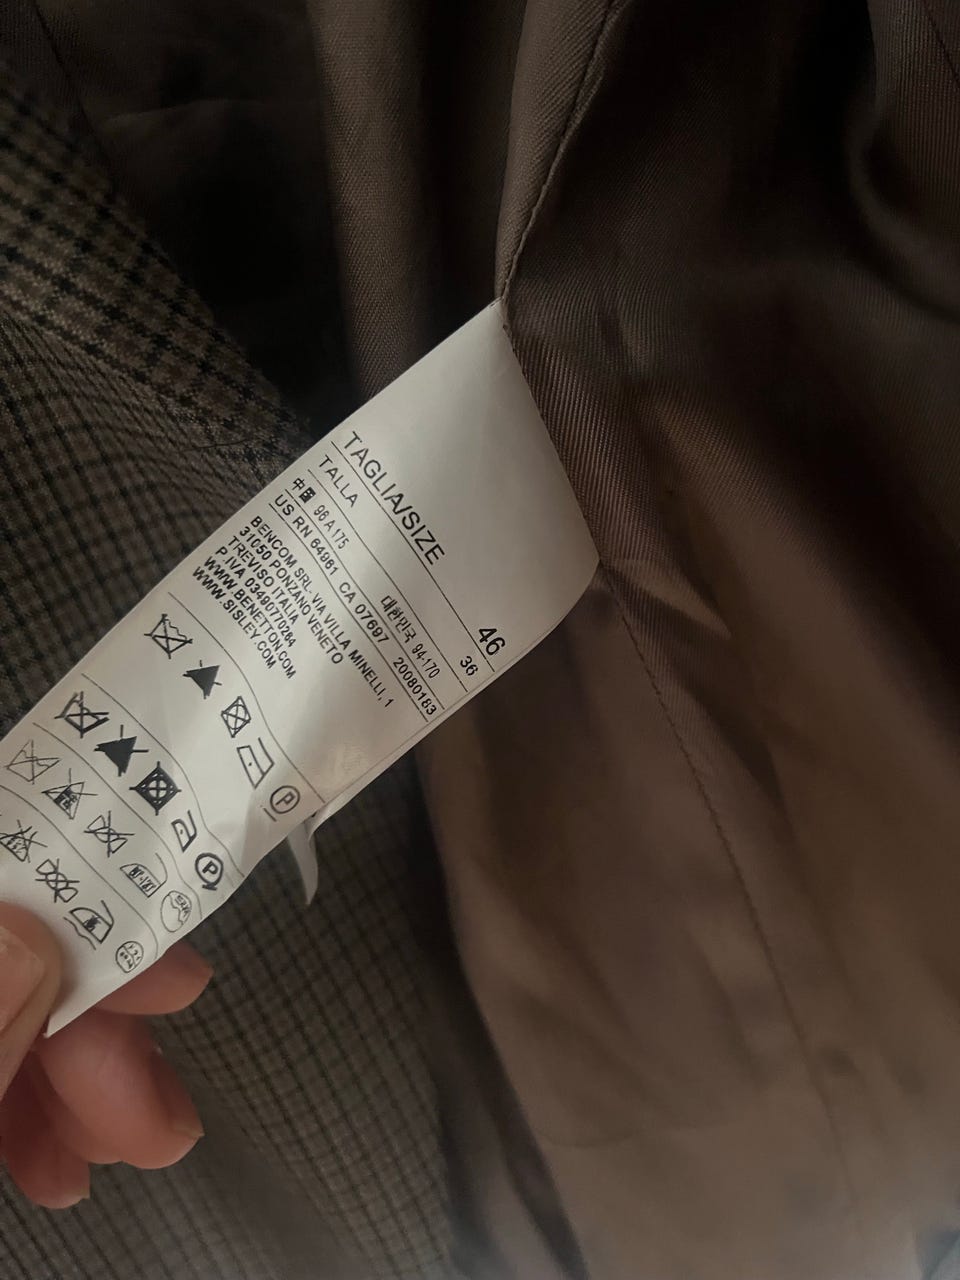 TAGLIA/SIZE 46
TALLA 36
中国 96 A 175 대한민국 94-170
US RN 64961 CA 07697 20080183
BENCOM SRL- VIA VILLA MINELLI, 1
31050 PONZANO VENETO
TREVISO ITALIA
P.IVA 03490770264
WWW.BENETTON.COM
WWW.SISLEY.COM
P
P